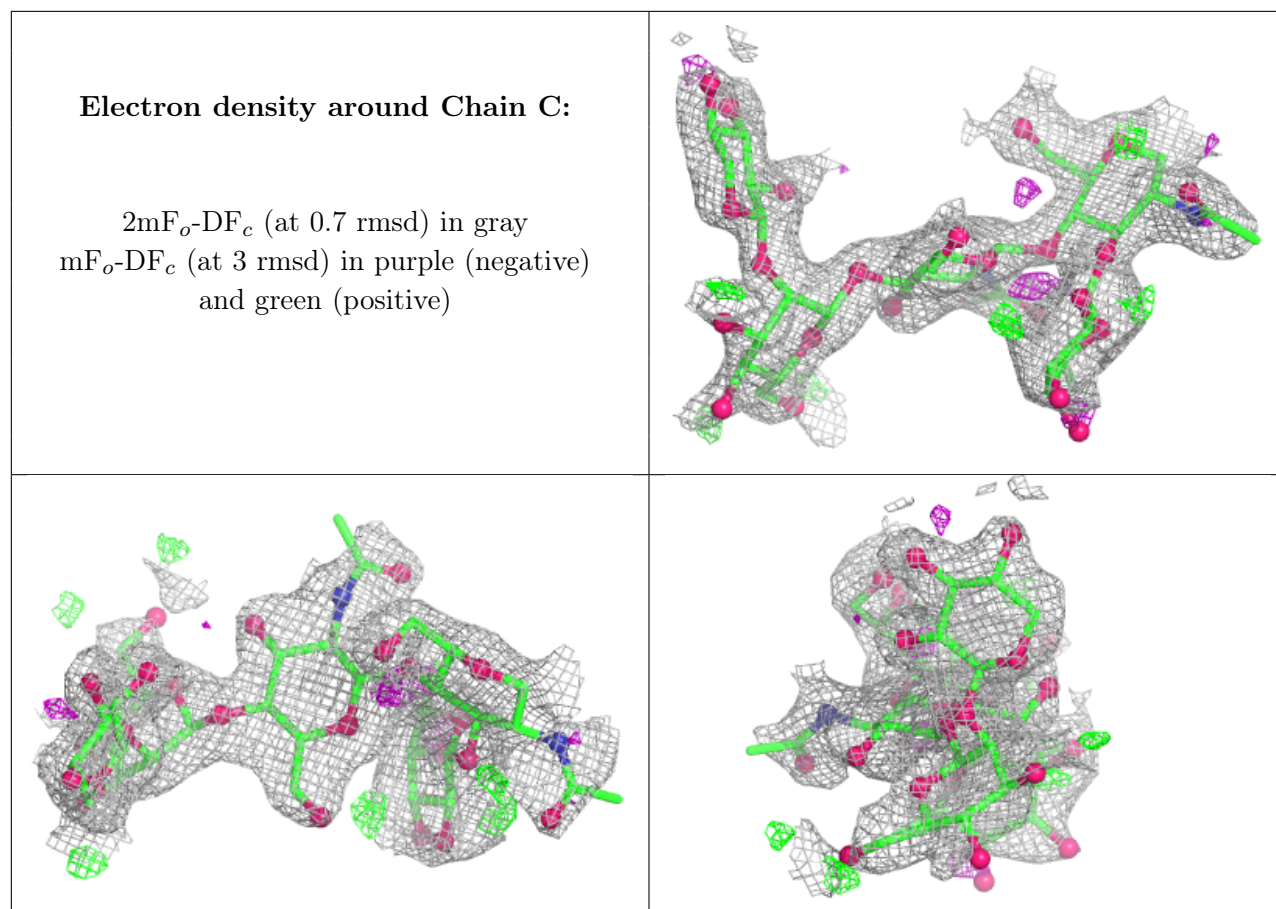 Electron density around Chain C:
2mFo-DFc (at 0.7 rmsd) in gray
mFo-DFc (at 3 rmsd) in purple (negative)
and green (positive)